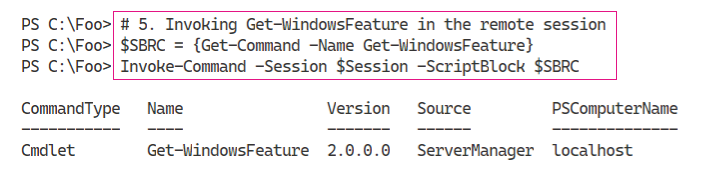 PS C:\Foo> # 5. Invoking Get-WindowsFeature in the remote session
PS C:\Foo> $SBRC = {Get-Command -Name Get-WindowsFeature}
PS C:\Foo> Invoke-Command -Session $Session -ScriptBlock $SBRC
CommandType Name Version Source PSComputerName
----------- ---- ------- ------ --------------
Cmdlet Get-WindowsFeature 2.0.0.0 ServerManager localhost